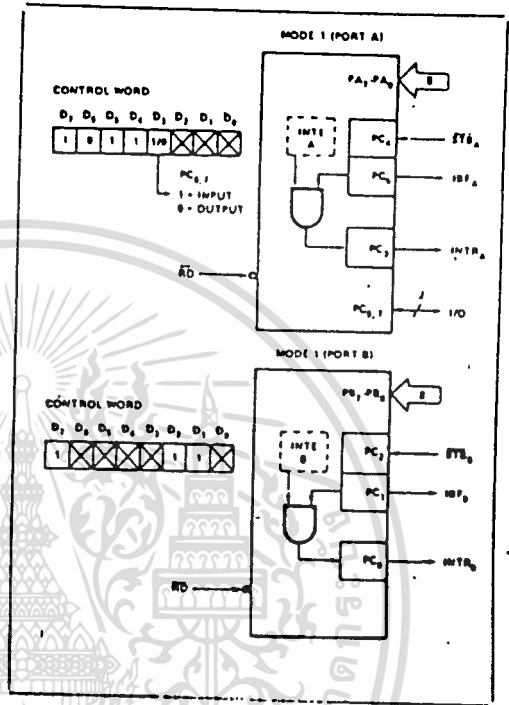 MODE 1 (PORT A)
PA7-PA0
8
CONTROL WORD
D7 D6 D5 D4 D3 D2 D1 D0
1 0 1 1 1/0
INTE
A
PC4
STBA
PC5
IBFA
PC6,7
1 = INPUT
0 = OUTPUT
PC3
INTRA
RD
PC6,7
I/O
MODE 1 (PORT B)
PB7-PB0
8
CONTROL WORD
D7 D6 D5 D4 D3 D2 D1 D0
1 1 1
INTE
B
PC2
STBB
PC1
IBFB
PC0
INTRB
RD